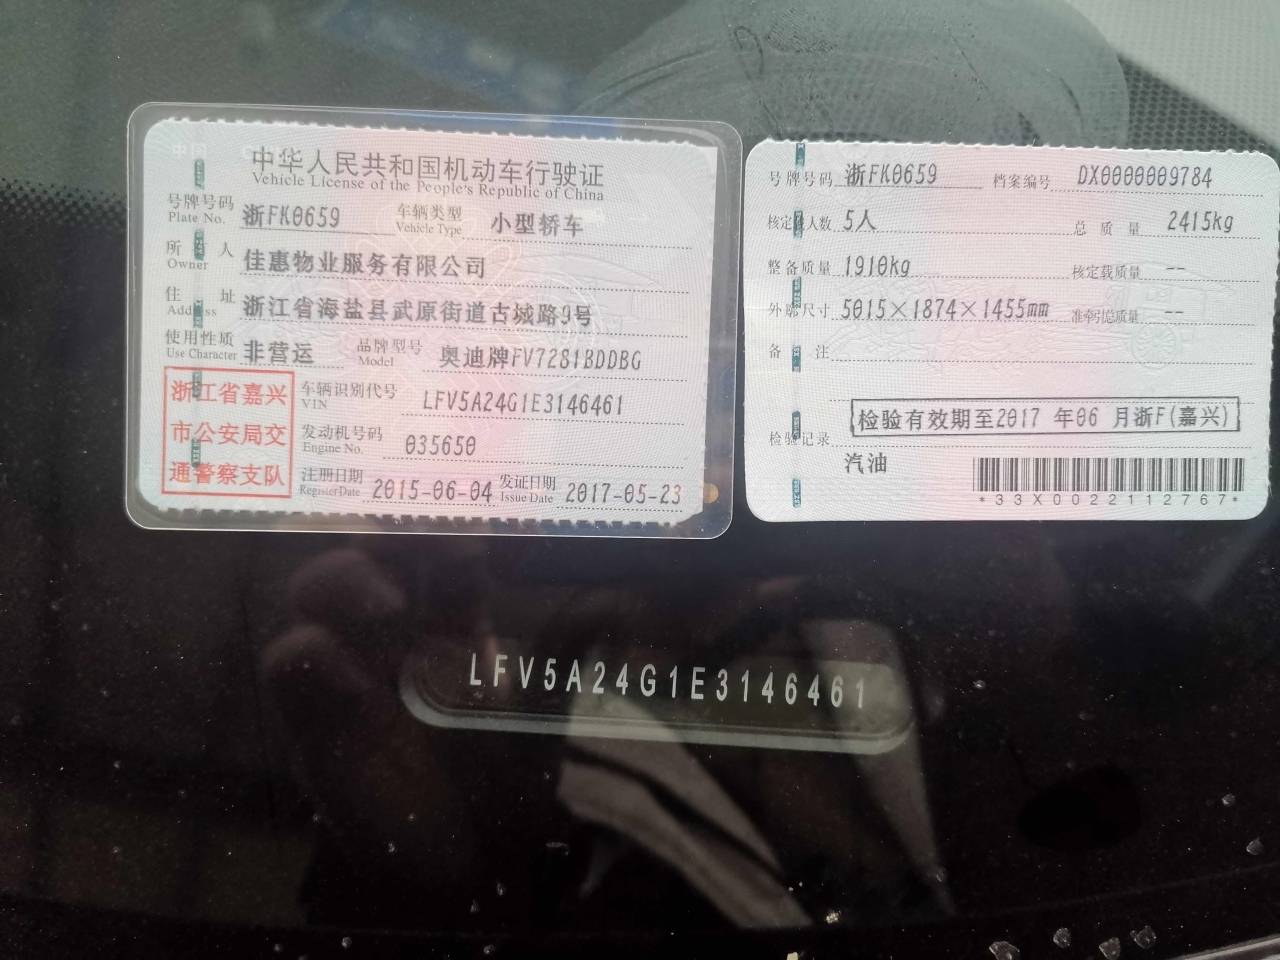 中华人民共和国机动车行驶证
Vehicle License of the People's Republic of China
号牌号码 浙FK0659 车辆类型 小型轿车
Plate No. Vehicle Type
所有人 佳惠物业服务有限公司
Owner
住址 浙江省海盐县武原街道古城路9号
Address
使用性质 非营运 品牌型号 奥迪牌FV7281BDDBG
Use Character Model
浙江省嘉兴
市公安局交
通警察支队
车辆识别代号 LFV5A24G1E3146461
VIN
发动机号码 035650
Engine No.
注册日期 2015-06-04 发证日期 2017-05-23
Register Date Issue Date
号牌号码 浙FK0659 档案编号 DX0000009784
核定载人数 5人 总质量 2415kg
整备质量 1910kg 核定载质量 --
外廓尺寸 5015×1874×1455mm 准牵引总质量 --
备注
检验记录 检验有效期至2017 年06 月浙F(嘉兴)
汽油
*33X0022112767*
LFV5A24G1E3146461